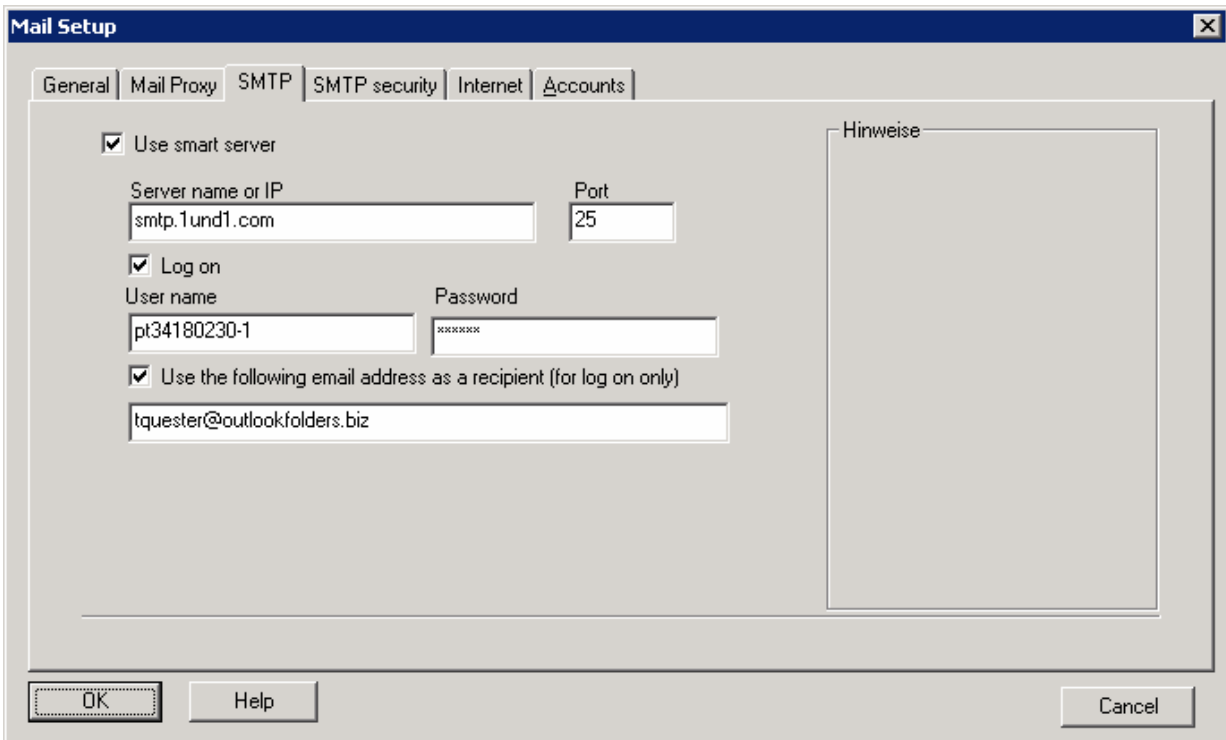 Mail Setup
General Mail Proxy SMTP SMTP security Internet Accounts
Use smart server
Hinweise
Server name or IP Port
smtp.1und1.com 25
Log on
User name Password
pt34180230-1 ××××××
Use the following email address as a recipient (for log on only)
tquester@outlookfolders.biz
OK Help Cancel